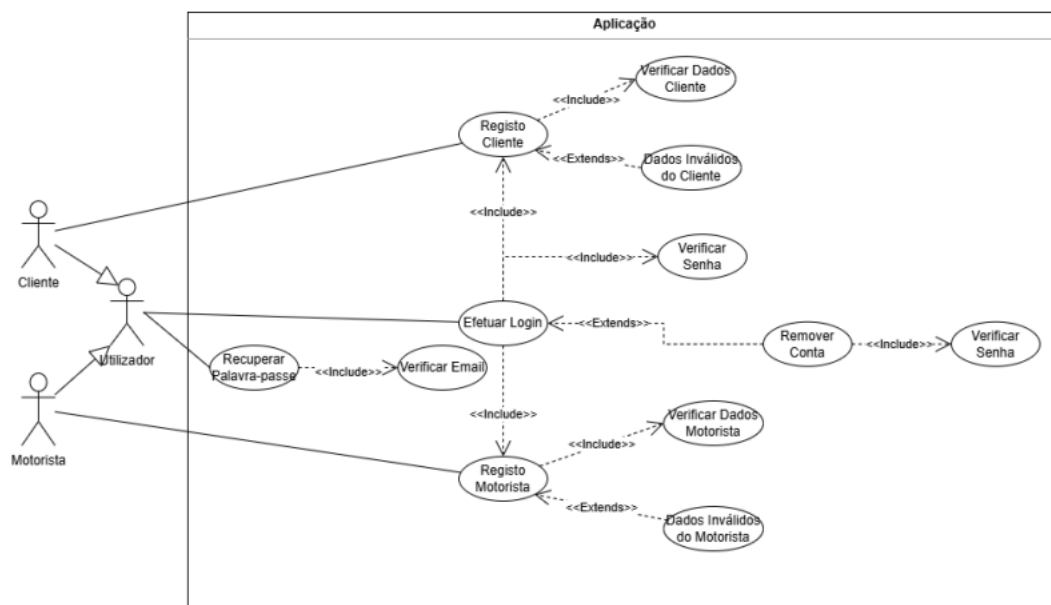 Aplicação
Verificar Dados
Cliente
<<Include>>
Registo
Cliente
<<Extends>>
Dados Inválidos
do Cliente
<<Include>>
Cliente
<<Include>>
Verificar
Senha
Utilizador
Efetuar Login
<<Extends>>
Remover
Conta
<<Include>>
Verificar
Senha
Recuperar
Palavra-passe
<<Include>>
Verificar Email
<<Include>>
Verificar Dados
Motorista
<<Include>>
Motorista
Registo
Motorista
<<Extends>>
Dados Inválidos
do Motorista